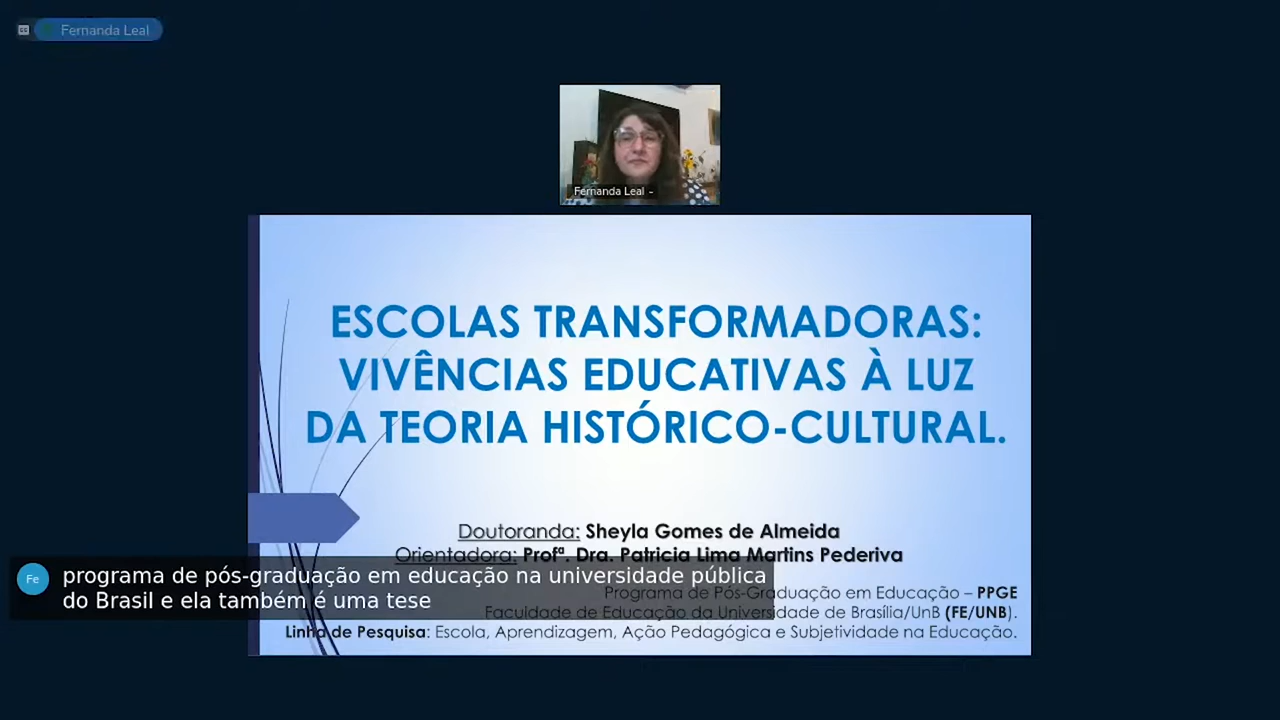 Fernanda Leal
Fernanda Leal -
ESCOLAS TRANSFORMADORAS:
VIVÊNCIAS EDUCATIVAS À LUZ
DA TEORIA HISTÓRICO-CULTURAL.
Doutoranda: Sheyla Gomes de Almeida
Orientadora: Profª. Dra. Patricia Lima Martins Pederiva
Fe
programa de pós-graduação em educação na universidade pública
do Brasil e ela também é uma tese
Programa de Pós-Graduação em Educação – PPGE
Faculdade de Educação da Universidade de Brasília/UnB (FE/UNB).
Linha de Pesquisa: Escola, Aprendizagem, Ação Pedagógica e Subjetividade na Educação.